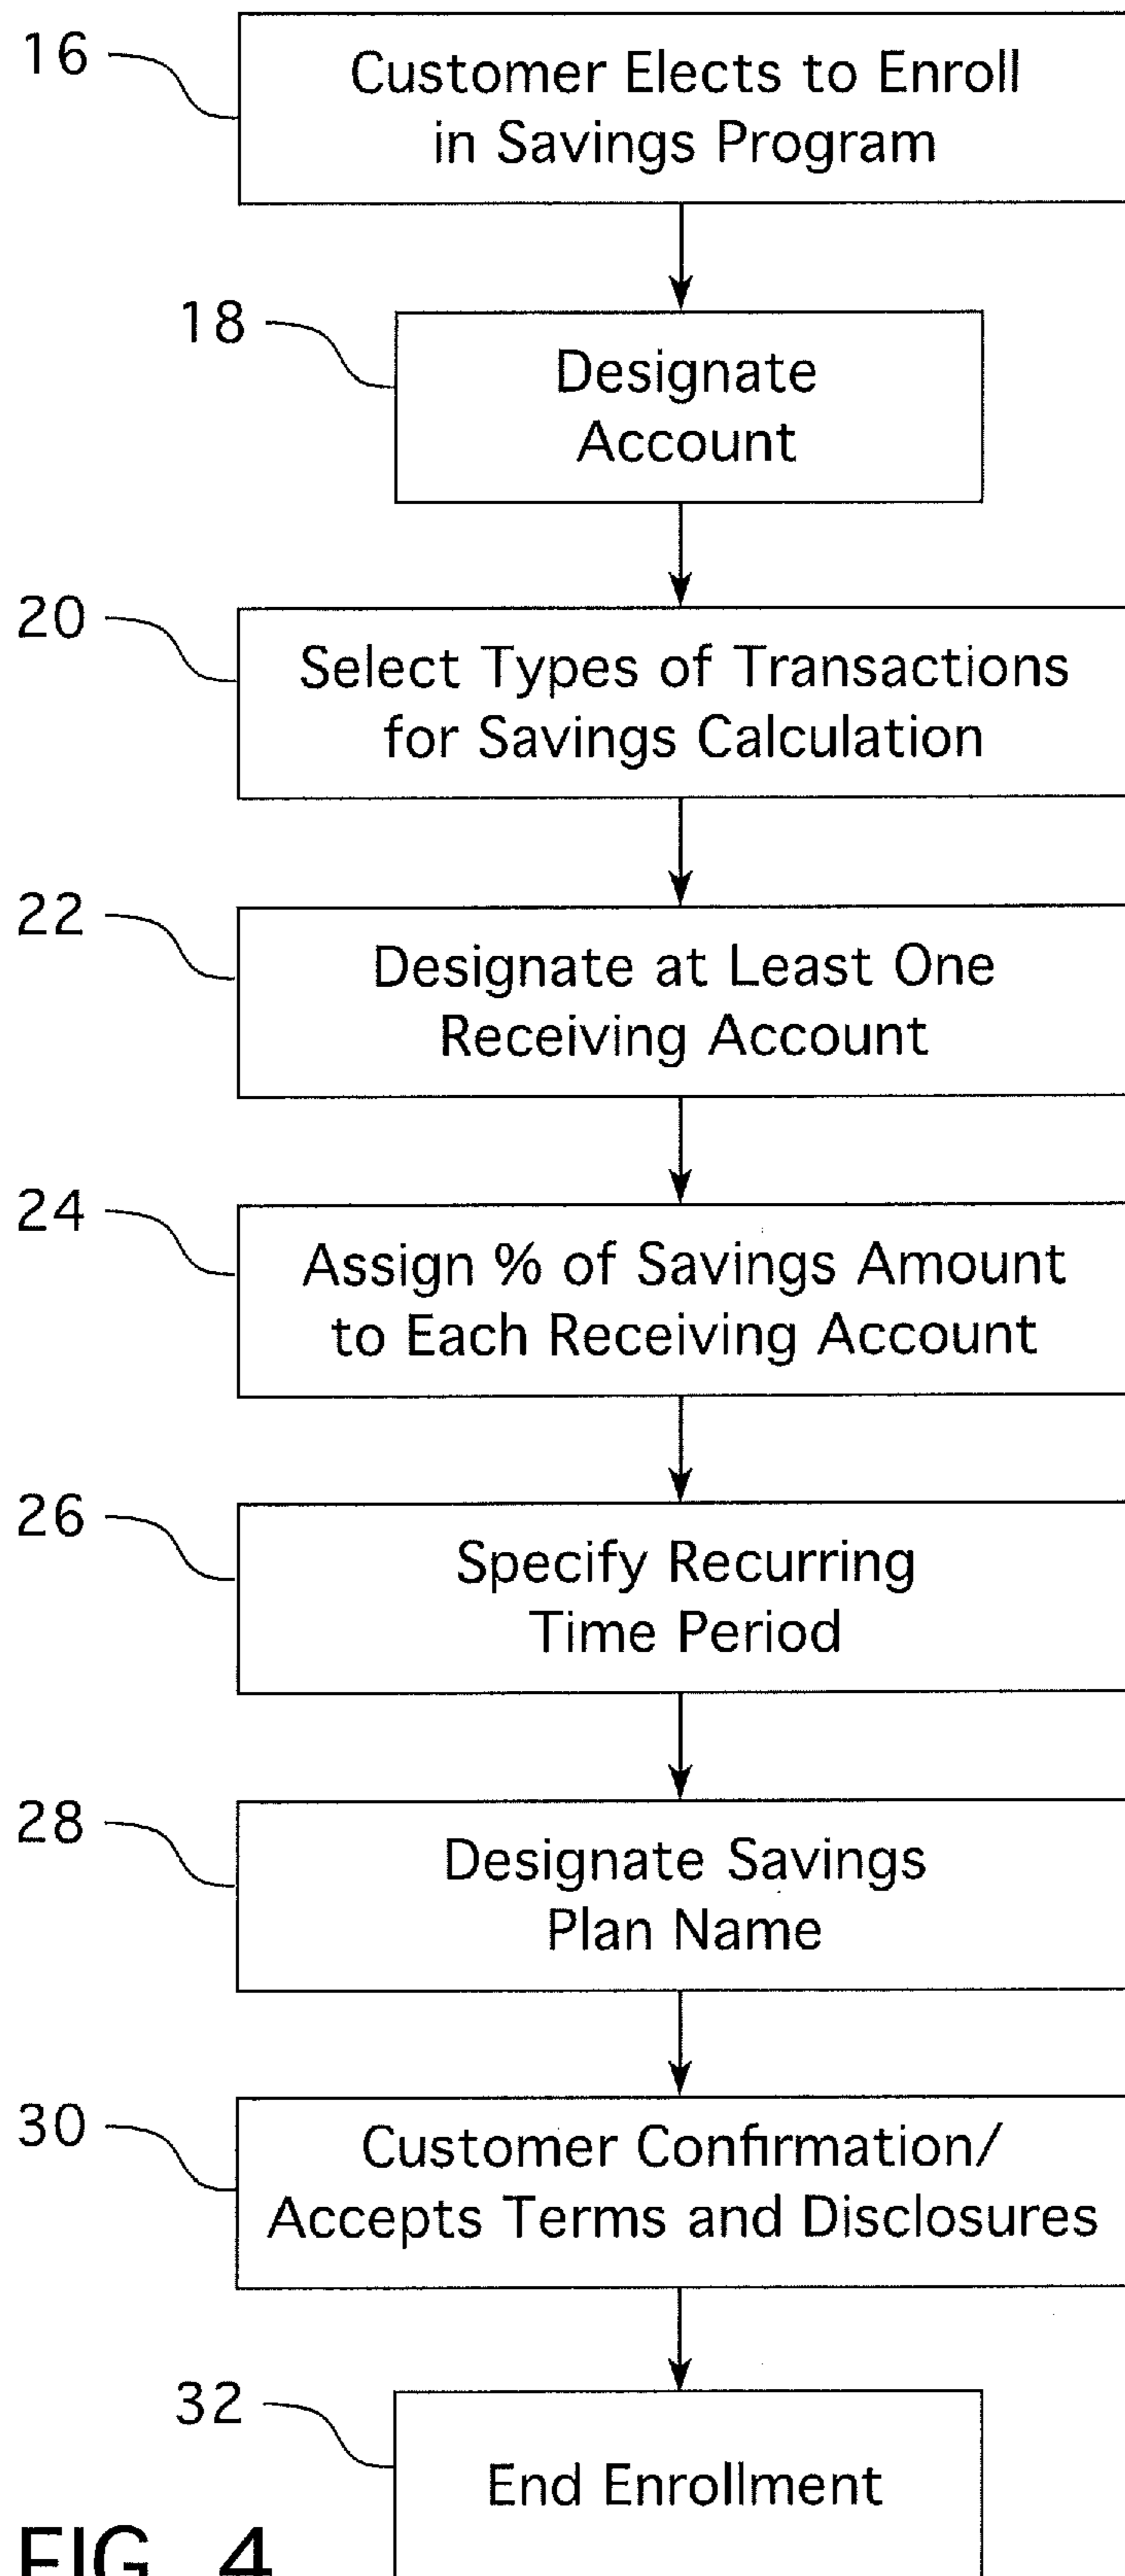 16
Customer Elects to Enroll
in Savings Program
18
Designate
Account
20
Select Types of Transactions
for Savings Calculation
22
Designate at Least One
Receiving Account
24
Assign % of Savings Amount
to Each Receiving Account
26
Specify Recurring
Time Period
28
Designate Savings
Plan Name
30
Customer Confirmation/
Accepts Terms and Disclosures
32
End Enrollment
FIG. 4